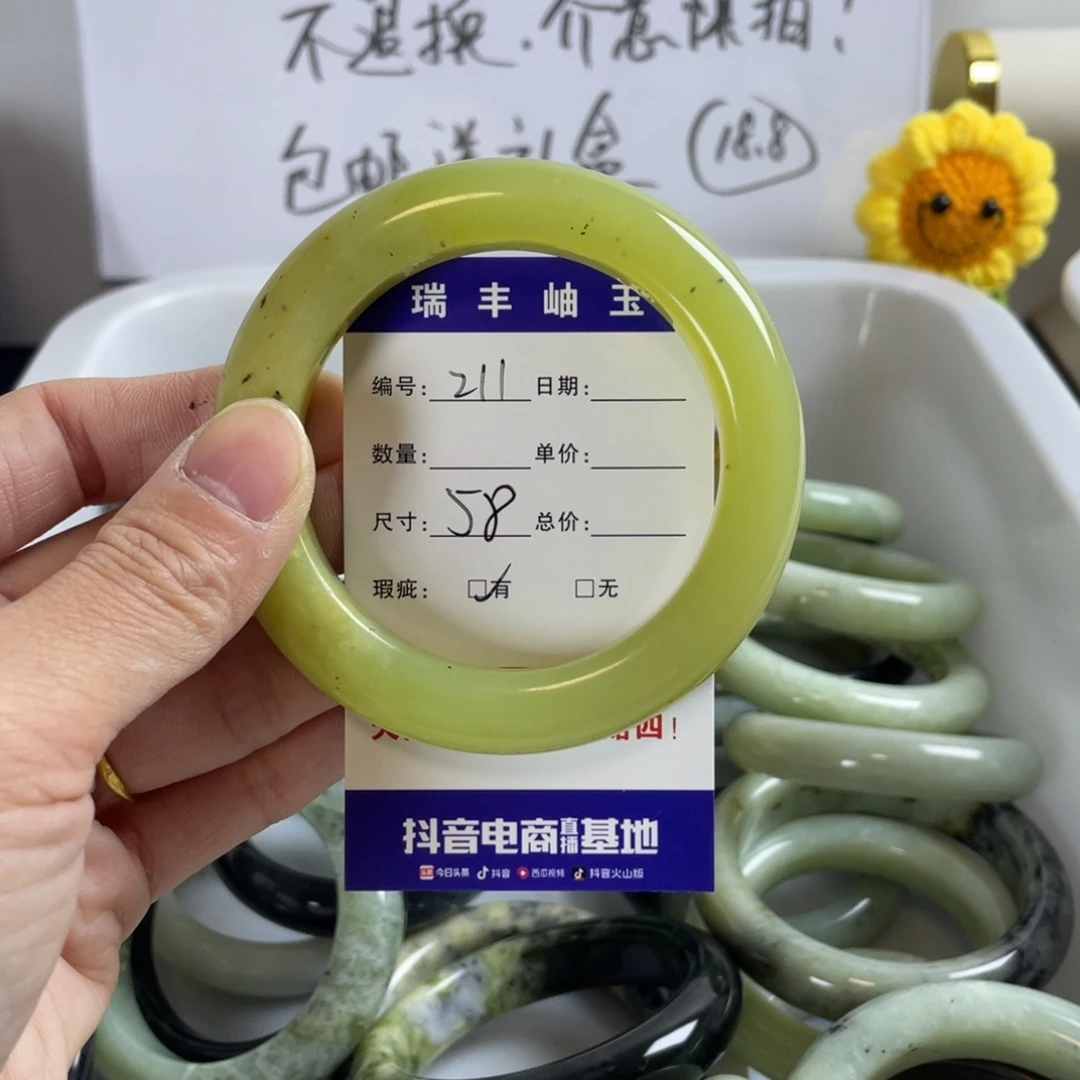 不退换.介意慎拍!
包邮送礼盒 18.8
瑞丰岫玉
编号: 211 日期:
数量: 单价:
尺寸: 58 总价:
瑕疵: ☑有 □无
四!
抖音电商直播基地
头条 今日头条 抖音 西瓜视频 抖音火山版